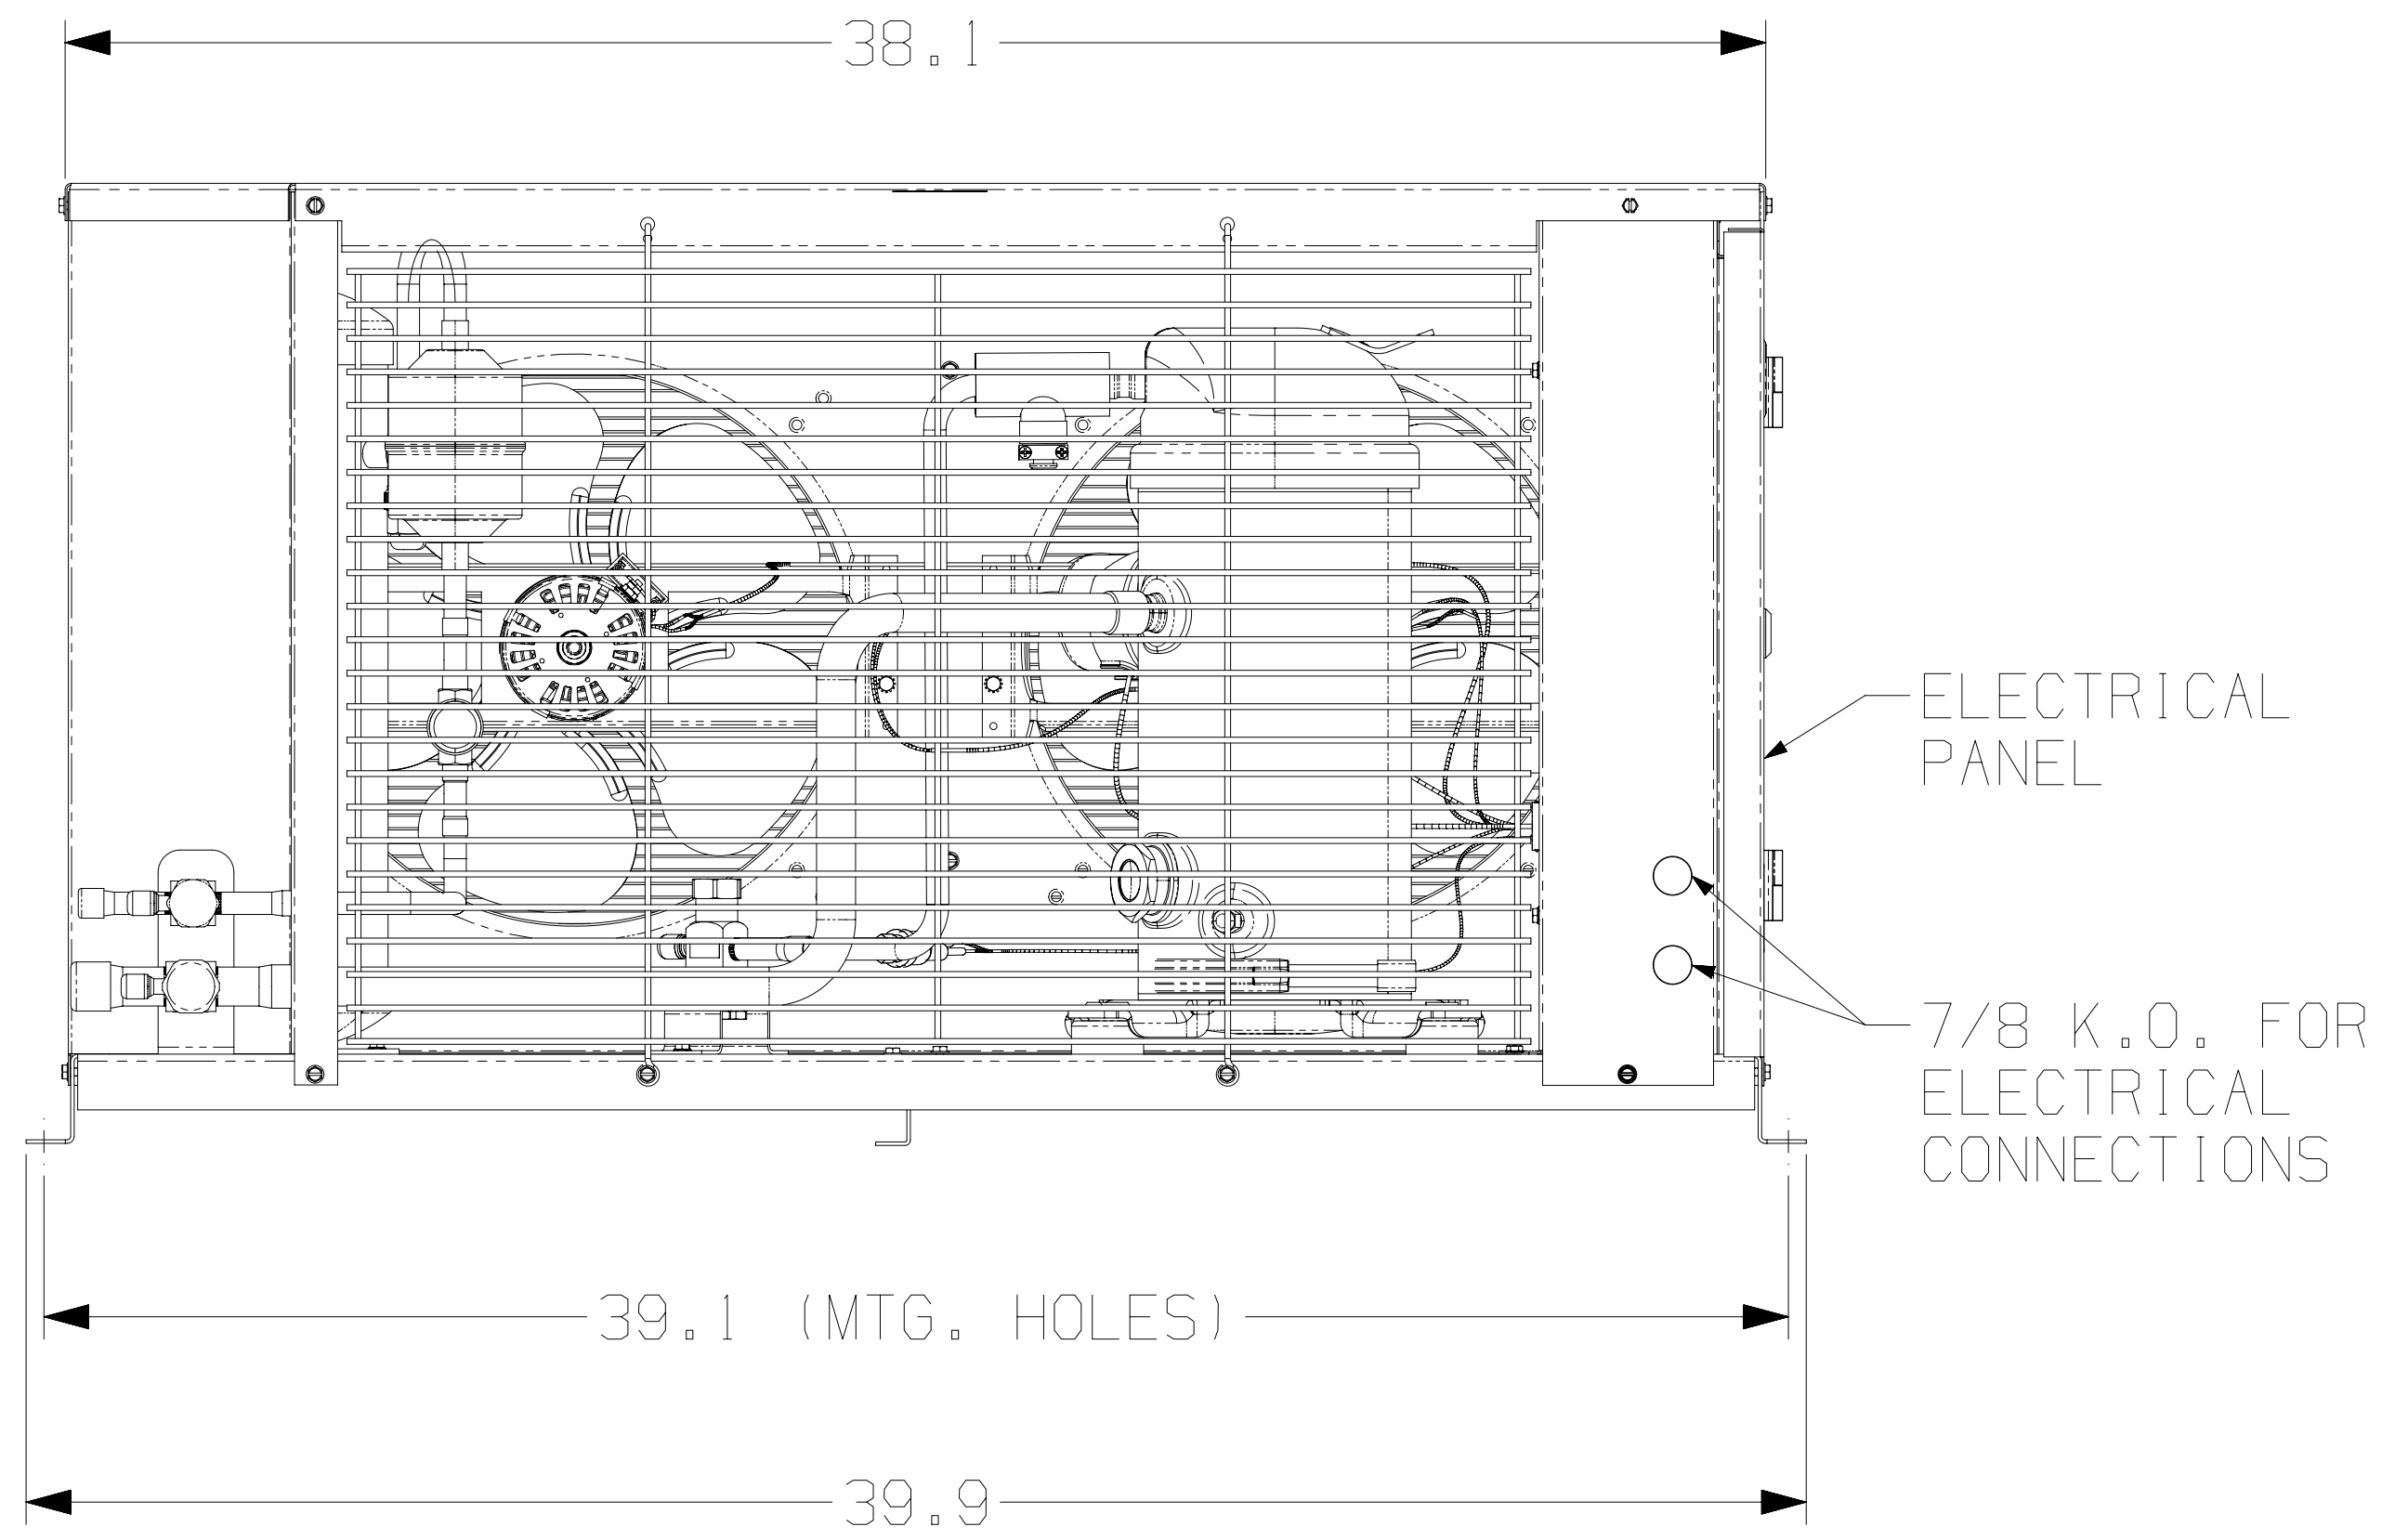 38.1
ELECTRICAL
PANEL
7/8 K.O. FOR
ELECTRICAL
CONNECTIONS
39.1 (MTG. HOLES)
39.9